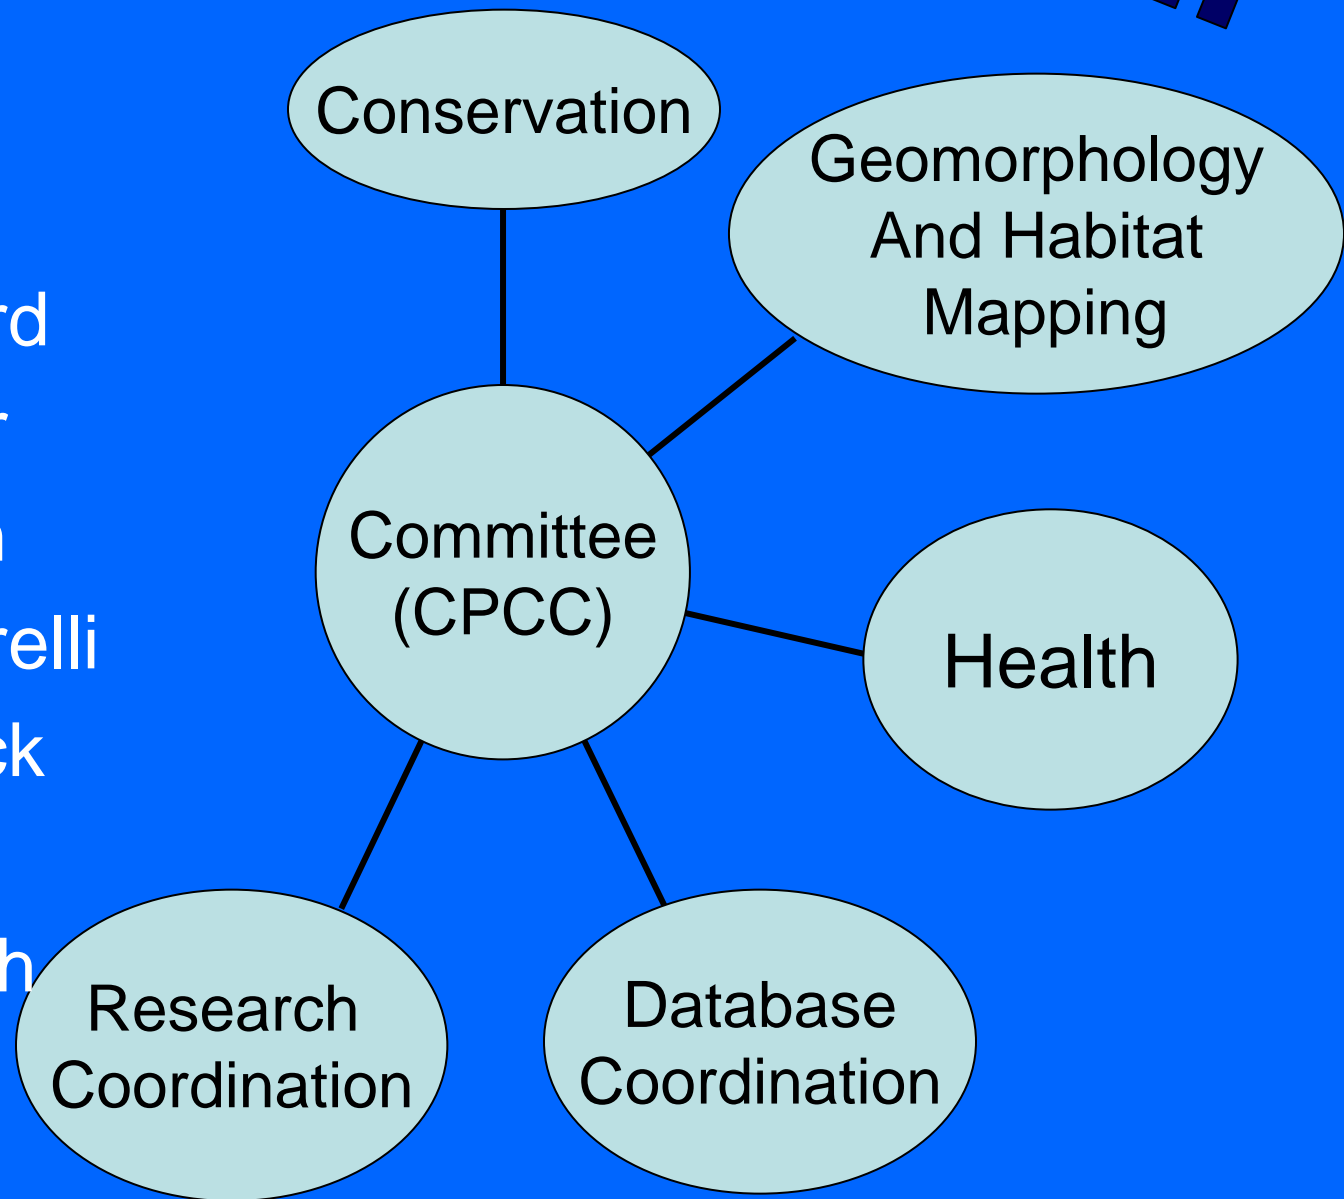 Conservation
Geomorphology
And Habitat
Mapping
Committee
(CPCC)
Health
Research
Coordination
Database
Coordination